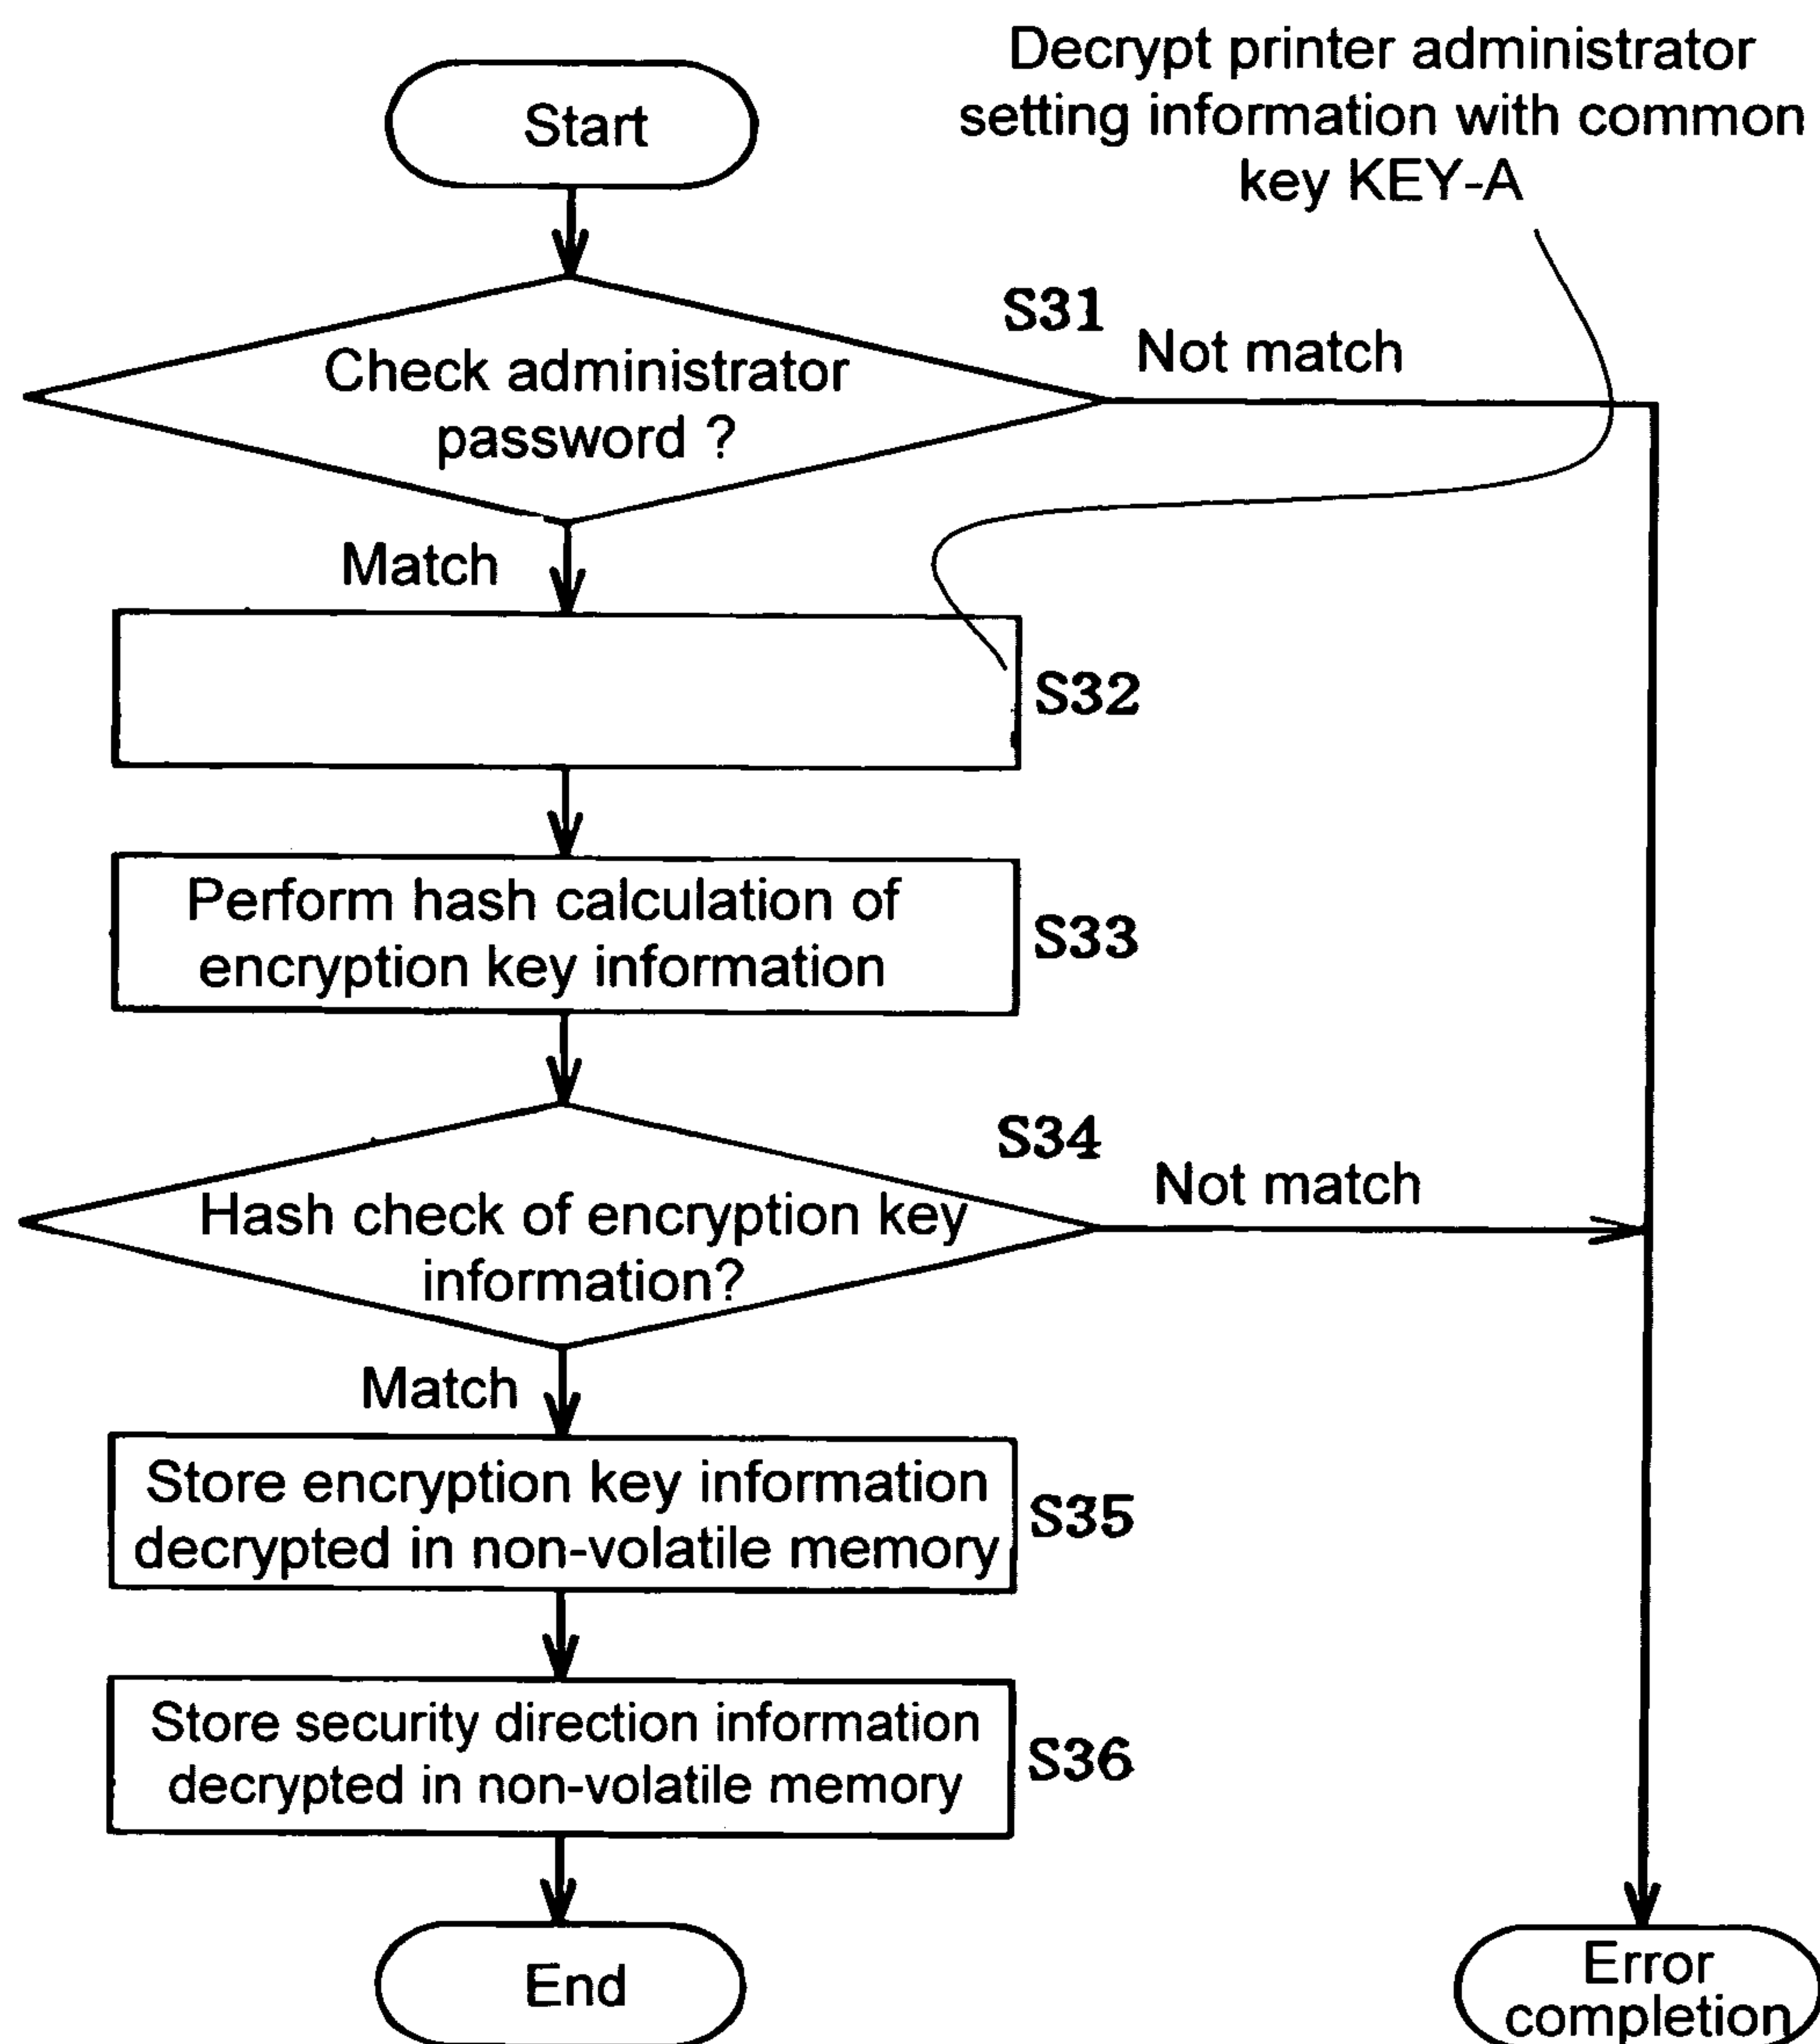 Decrypt printer administrator
setting information with common
key KEY-A
Start
S31
Not match
Check administrator
password ?
Match
S32
Perform hash calculation of
encryption key information
S33
S34
Not match
Hash check of encryption key
information?
Match
Store encryption key information
decrypted in non-volatile memory
S35
Store security direction information
decrypted in non-volatile memory
S36
End
Error
completion